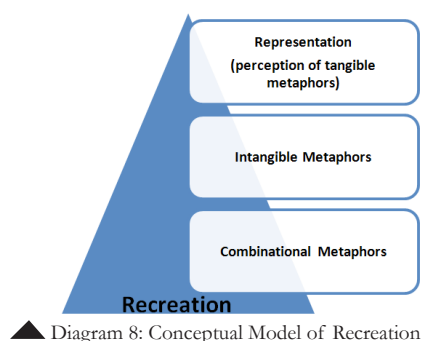 Representation
(perception of tangible
metaphors)
Intangible Metaphors
Combinational Metaphors
Recreation
Diagram 8: Conceptual Model of Recreation